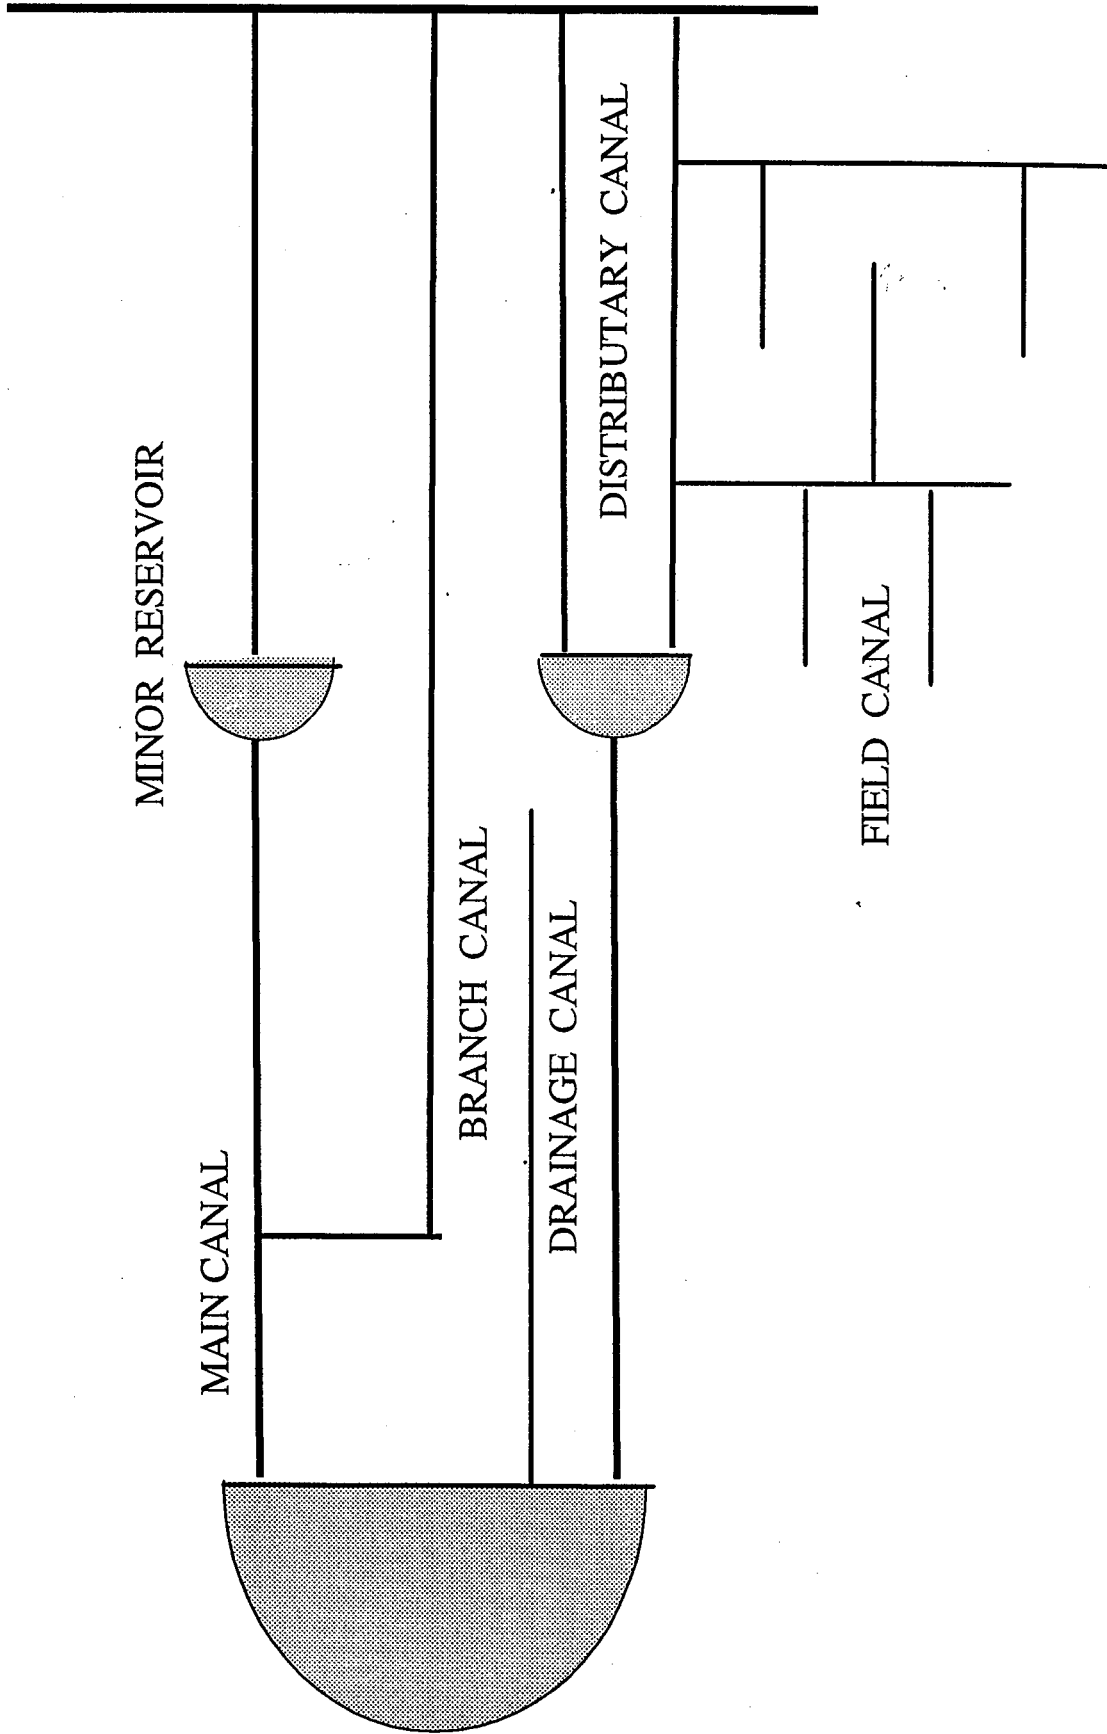 MINOR RESERVOIR
MAIN CANAL
BRANCH CANAL
DRAINAGE CANAL
DISTRIBUTARY CANAL
FIELD CANAL